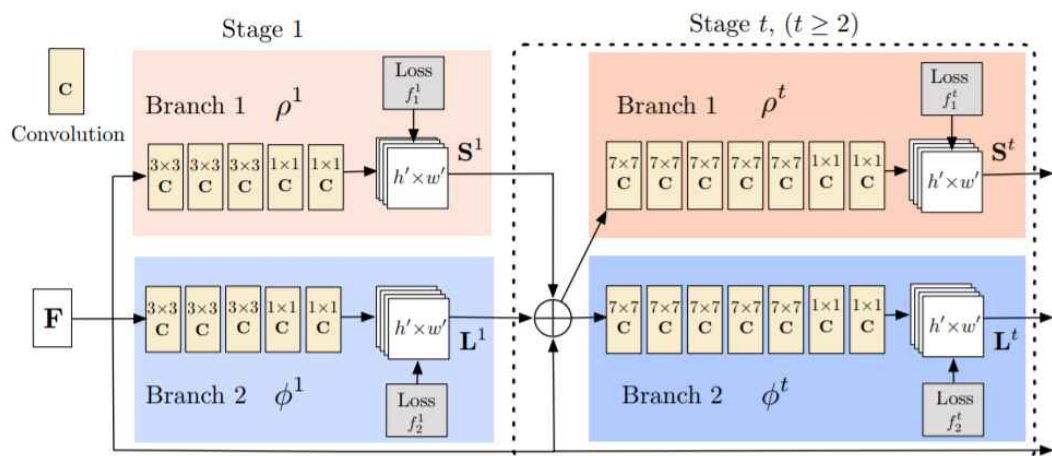 Stage 1
Stage t, (t ≥ 2)
C
Convolution
Branch 1 ρ¹
Loss
f₁¹
3×3 3×3 3×3 1×1 1×1
C C C C C
h′×w′
S¹
Branch 1 ρᵗ
Loss
f₁ᵗ
7×7 7×7 7×7 7×7 7×7 1×1 1×1
C C C C C C C
h′×w′
Sᵗ
F
3×3 3×3 3×3 1×1 1×1
C C C C C
h′×w′
L¹
Branch 2 ϕ¹
Loss
f₂¹
7×7 7×7 7×7 7×7 7×7 1×1 1×1
C C C C C C C
h′×w′
Lᵗ
Branch 2 ϕᵗ
Loss
f₂ᵗ